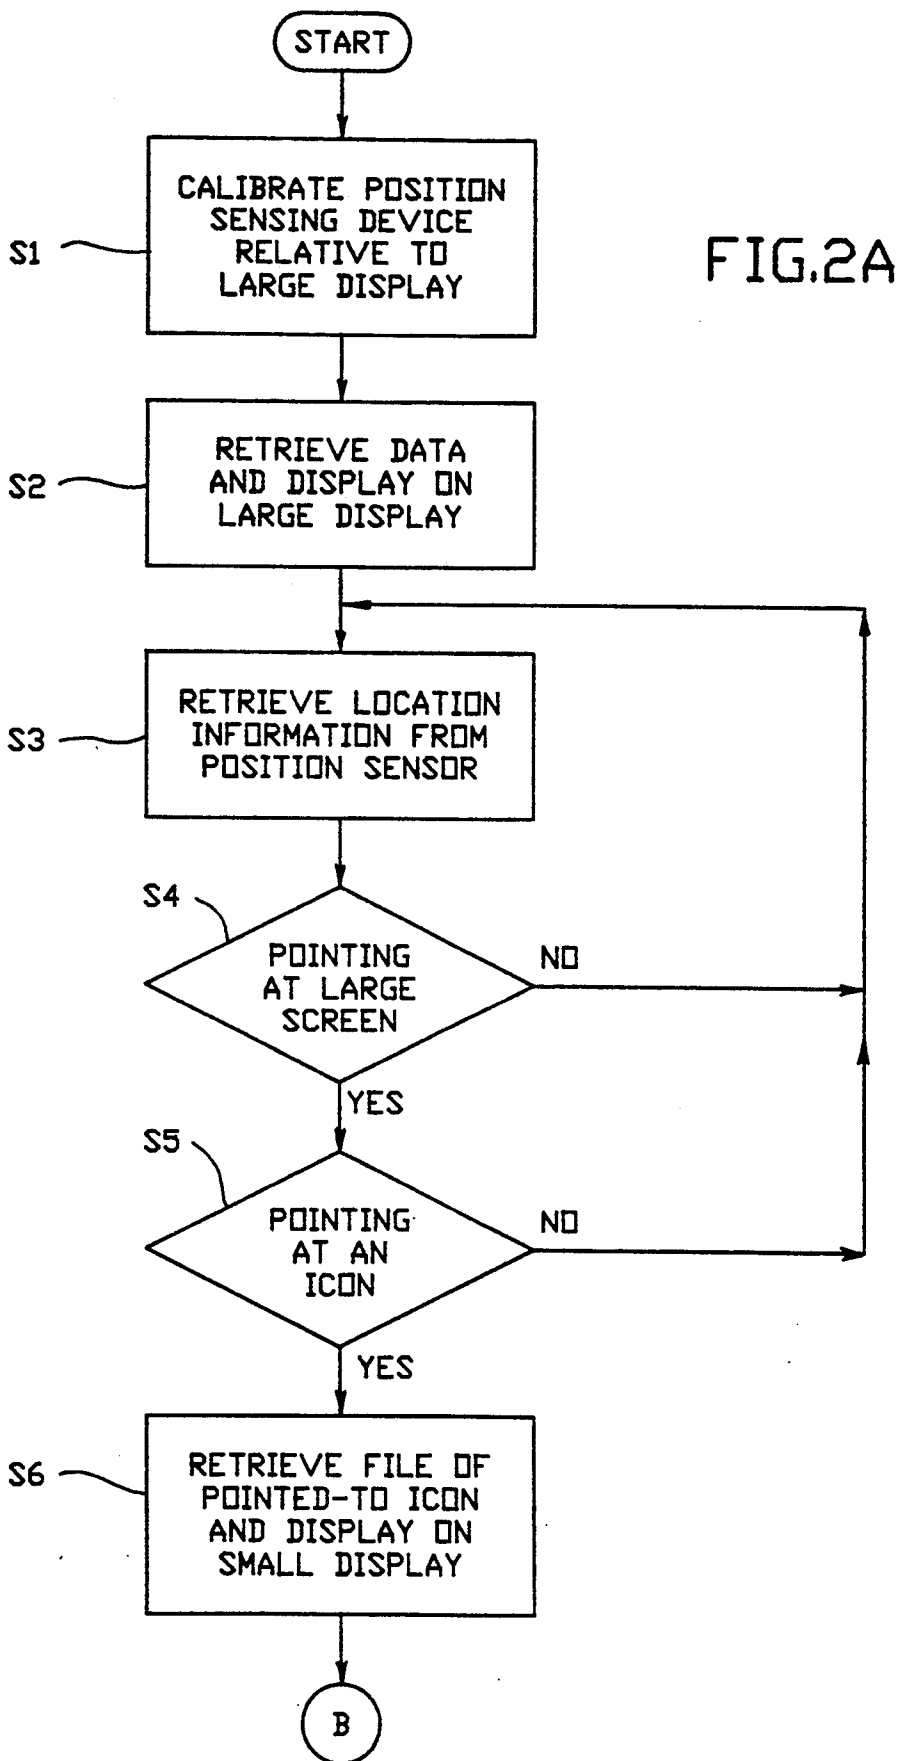 START
CALIBRATE POSITION
SENSING DEVICE
RELATIVE TO
LARGE DISPLAY
S1
FIG.2A
RETRIEVE DATA
AND DISPLAY ON
LARGE DISPLAY
S2
RETRIEVE LOCATION
INFORMATION FROM
POSITION SENSOR
S3
S4
POINTING
AT LARGE
SCREEN
NO
YES
S5
POINTING
AT AN
ICON
NO
YES
RETRIEVE FILE OF
POINTED-TO ICON
AND DISPLAY ON
SMALL DISPLAY
S6
B